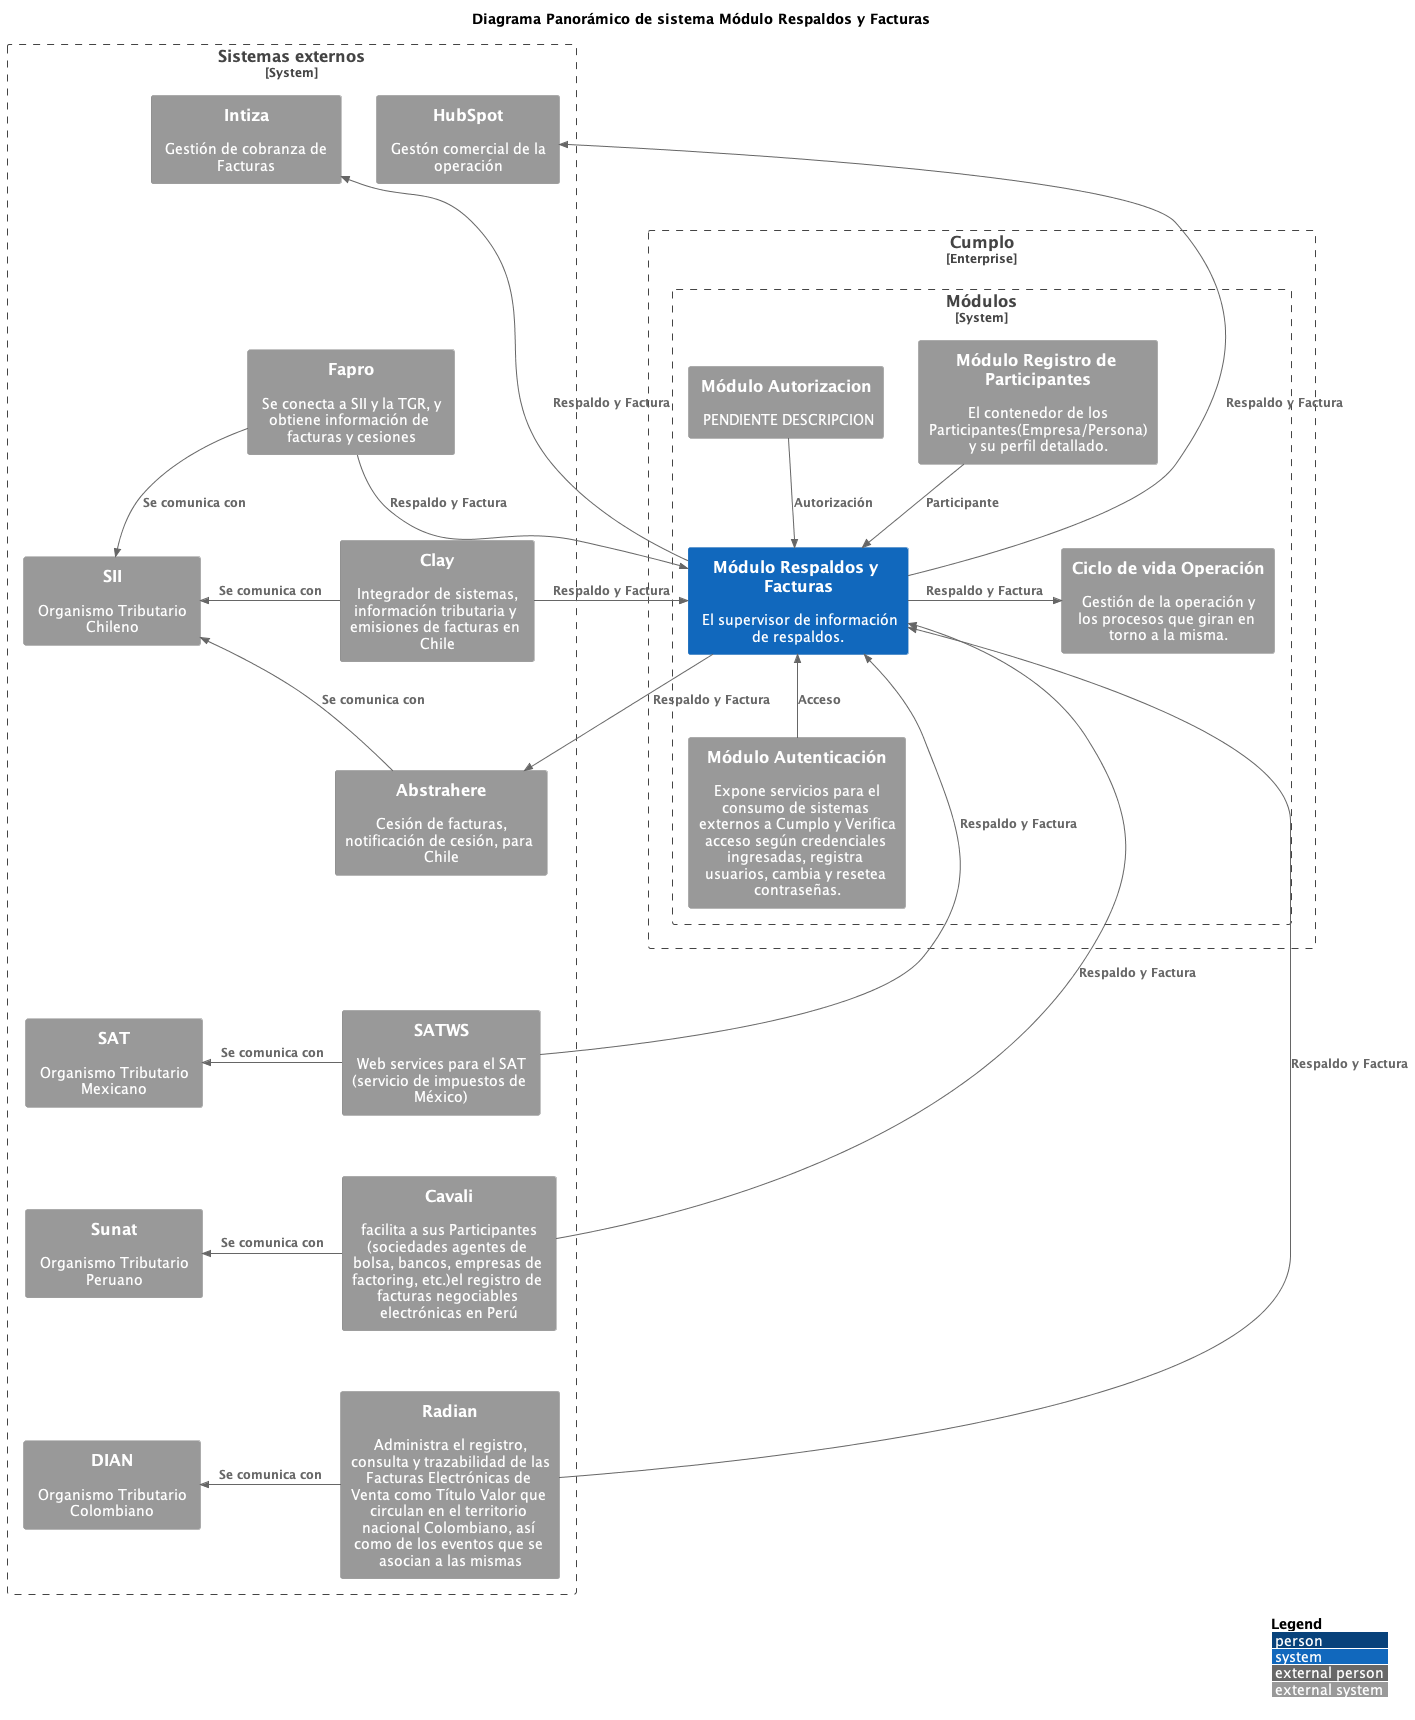 Diagrama Panorámico de sistema Módulo Respaldos y Facturas
Sistemas externos
[System]
Intiza
Gestión de cobranza de
Facturas
HubSpot
Gestón comercial de la
operación
Cumplo
[Enterprise]
Módulos
[System]
Fapro
Se conecta a SII y la TGR, y
obtiene información de
facturas y cesiones
Respaldo y Factura
Módulo Autorizacion
PENDIENTE DESCRIPCION
Módulo Registro de
Participantes
El contenedor de los
Participantes(Empresa/Persona)
y su perfil detallado.
Respaldo y Factura
Se comunica con
Respaldo y Factura
Autorización
Participante
SII
Organismo Tributario
Chileno
Se comunica con
Clay
Integrador de sistemas,
información tributaria y
emisiones de facturas en
Chile
Respaldo y Factura
Módulo Respaldos y
Facturas
El supervisor de información
de respaldos.
Respaldo y Factura
Ciclo de vida Operación
Gestión de la operación y
los procesos que giran en
torno a la misma.
Se comunica con
Respaldo y Factura
Acceso
Abstrahere
Cesión de facturas,
notificación de cesión, para
Chile
Módulo Autenticación
Expone servicios para el
consumo de sistemas
externos a Cumplo y Verifica
acceso según credenciales
ingresadas, registra
usuarios, cambia y resetea
contraseñas.
Respaldo y Factura
Respaldo y Factura
SAT
Organismo Tributario
Mexicano
Se comunica con
SATWS
Web services para el SAT
(servicio de impuestos de
México)
Respaldo y Factura
Sunat
Organismo Tributario
Peruano
Se comunica con
Cavali
facilita a sus Participantes
(sociedades agentes de
bolsa, bancos, empresas de
factoring, etc.)el registro de
facturas negociables
electrónicas en Perú
DIAN
Organismo Tributario
Colombiano
Se comunica con
Radian
Administra el registro,
consulta y trazabilidad de las
Facturas Electrónicas de
Venta como Título Valor que
circulan en el territorio
nacional Colombiano, así
como de los eventos que se
asocian a las mismas
Legend
person
system
external person
external system